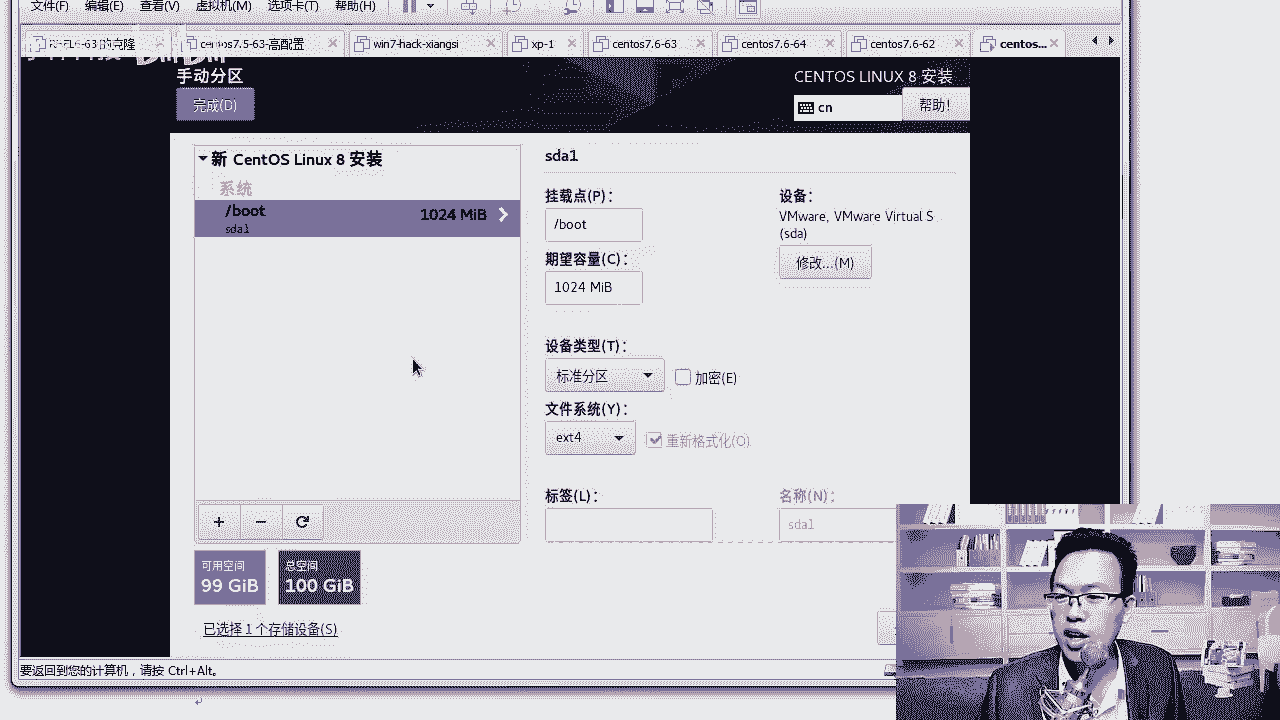 文件(F) 编辑(E) 查看(V) 虚拟机(M) 选项卡(T) 帮助(H)
centos7.5-63-高配置 win7-hack-xiangsi xp-1 centos7.6-63 centos7.6-64 centos7.6-62 centos...
手动分区
CENTOS LINUX 8 安装
完成(D)
cn
帮助!
新 CentOS Linux 8 安装
系统
/boot
1024 MiB
sda1
sda1
挂载点(P):
/boot
设备:
VMware, VMware Virtual S
(sda)
修改...(M)
期望容量(C):
1024 MiB
设备类型(T):
标准分区
加密(E)
文件系统(Y):
ext4
重新格式化(O)
标签(L):
名称(N):
sda1
+ −
可用空间
99 GiB
总空间
100 GiB
已选择 1 个存储设备(S)
要返回到您的计算机，请按 Ctrl+Alt。